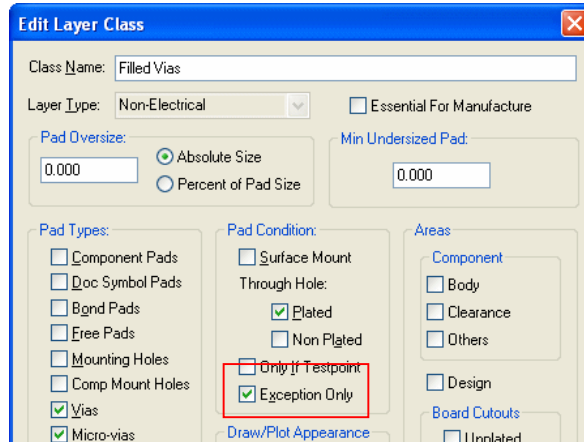 Edit Layer Class
Class Name: Filled Vias
Layer Type: Non-Electrical Essential For Manufacture
Pad Oversize:
0.000
Absolute Size
Percent of Pad Size
Min Undersized Pad:
0.000
Pad Types:
Component Pads
Doc Symbol Pads
Bond Pads
Free Pads
Mounting Holes
Comp Mount Holes
Vias
Micro-vias
Pad Condition:
Surface Mount
Through Hole:
Plated
Non Plated
Only If Testpoint
Exception Only
Draw/Plot Appearance
Areas
Component
Body
Clearance
Others
Design
Board Cutouts
Unplated